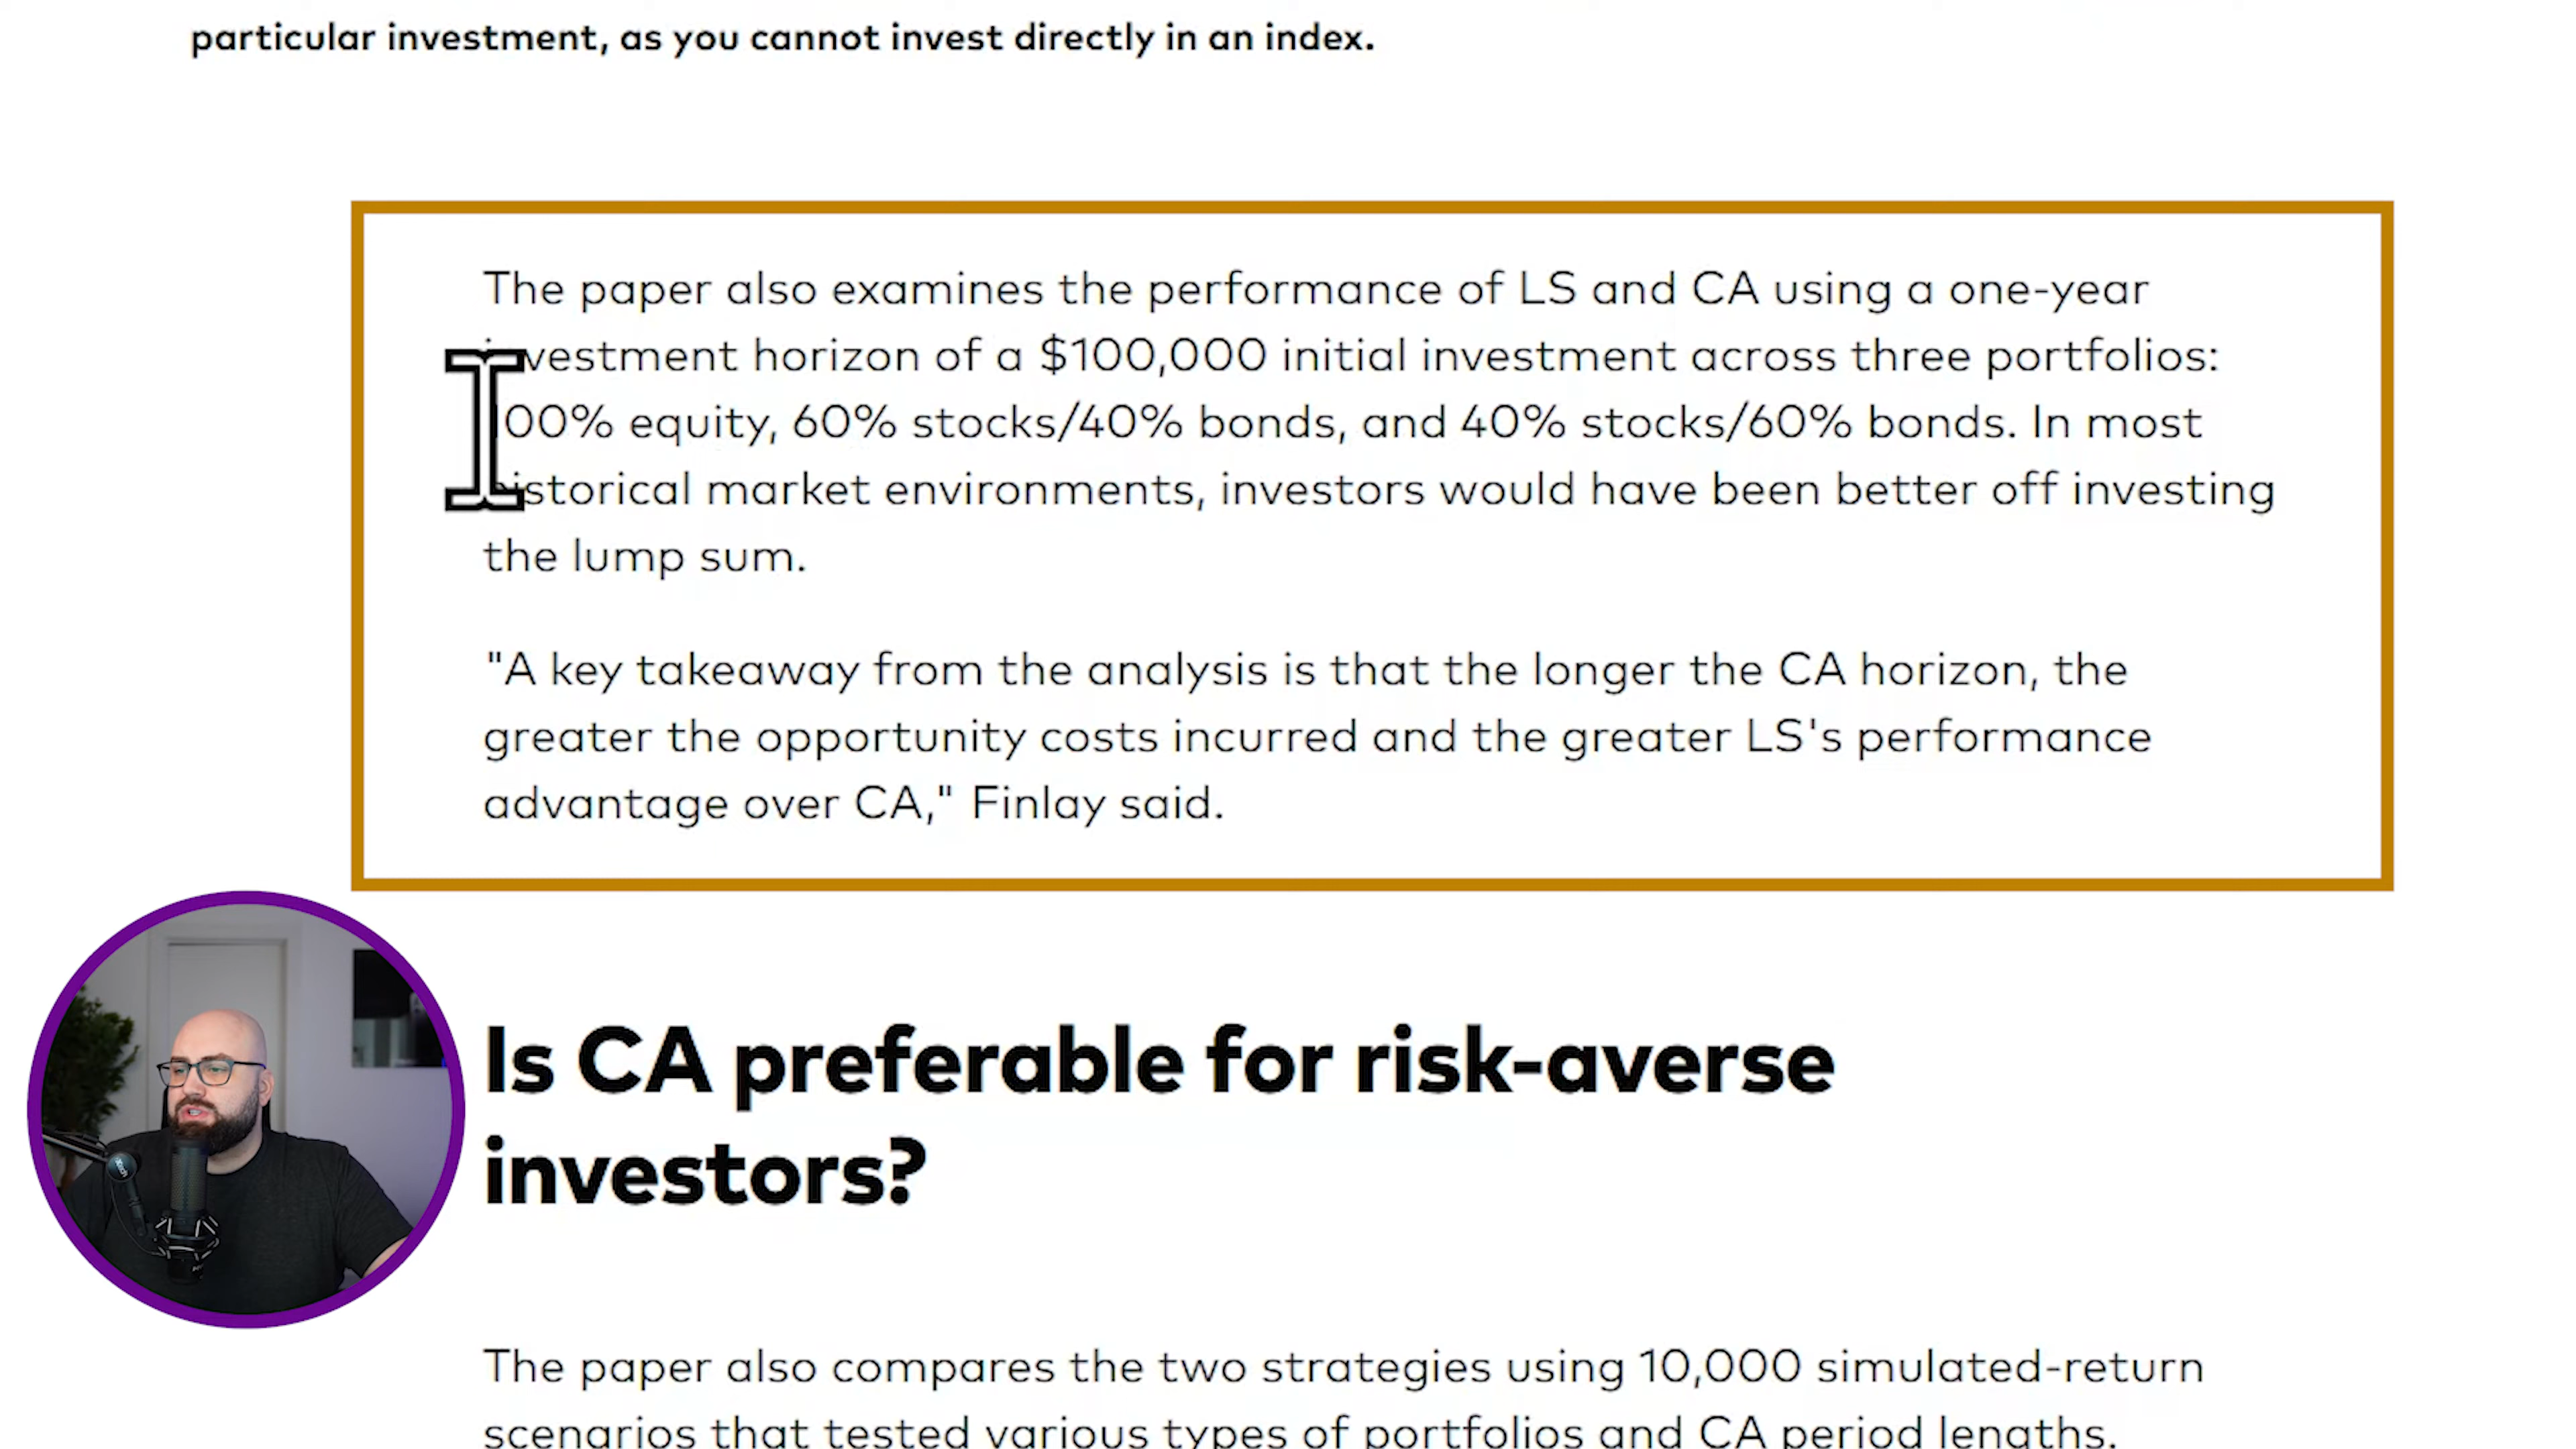 particular investment, as you cannot invest directly in an index.
The paper also examines the performance of LS and CA using a one-year
investment horizon of a $100,000 initial investment across three portfolios:
100% equity, 60% stocks/40% bonds, and 40% stocks/60% bonds. In most
historical market environments, investors would have been better off investing
the lump sum.
"A key takeaway from the analysis is that the longer the CA horizon, the
greater the opportunity costs incurred and the greater LS's performance
advantage over CA," Finlay said.
Is CA preferable for risk-averse
investors?
The paper also compares the two strategies using 10,000 simulated-return
scenarios that tested various types of portfolios and CA period lengths.